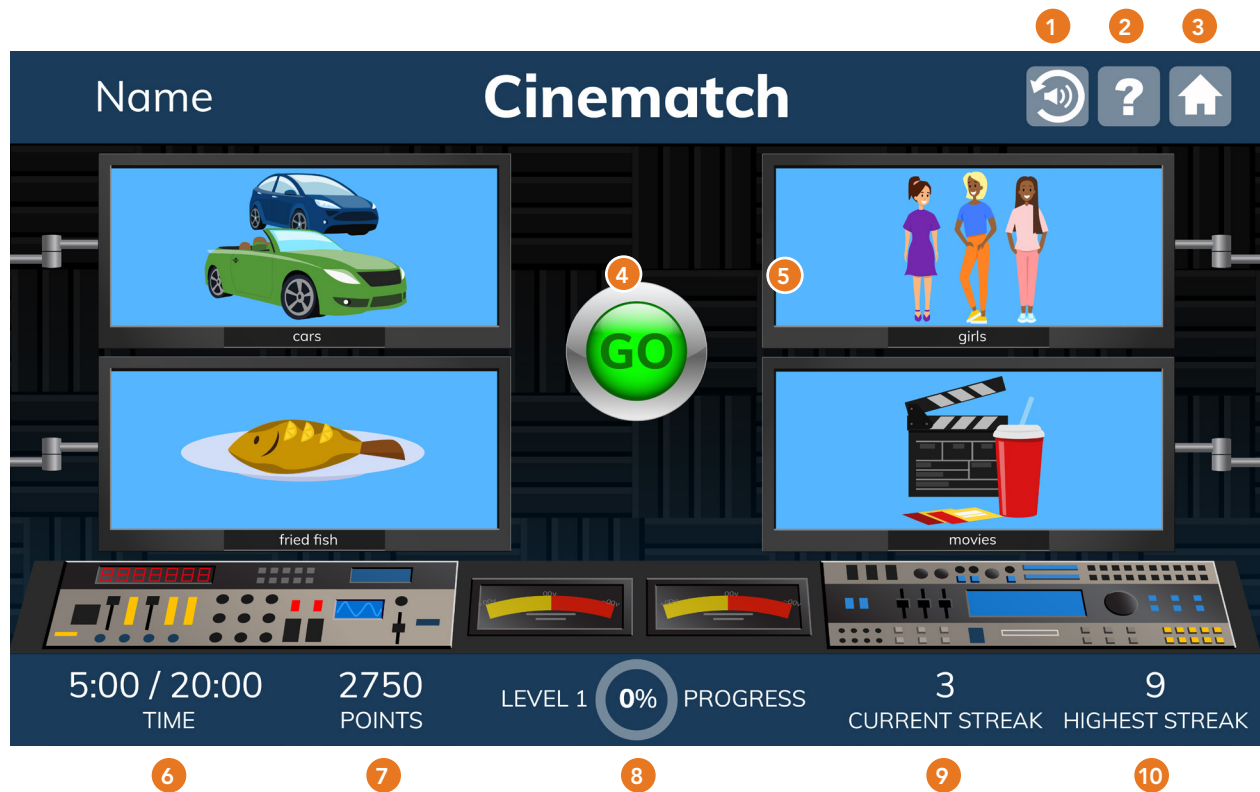 1 2 3
Name Cinematch ?
4
5
GO
cars
girls
fried fish
movies
5:00 / 20:00
TIME
2750
POINTS
LEVEL 1 0% PROGRESS
3
CURRENT STREAK
9
HIGHEST STREAK
6 7 8 9 10